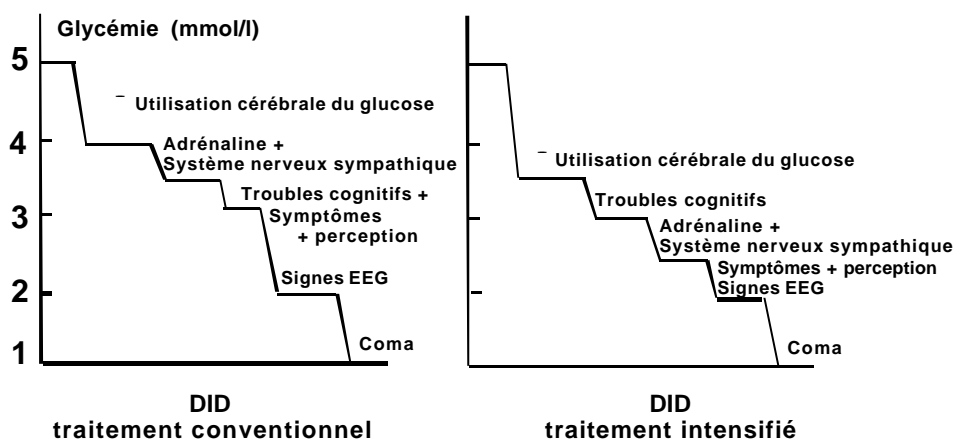 Glycémie (mmol/l)
5
4
3
2
1
- Utilisation cérébrale du glucose
Adrénaline +
Système nerveux sympathique
Troubles cognitifs +
Symptômes
+ perception
Signes EEG
Coma
DID
traitement conventionnel
- Utilisation cérébrale du glucose
Troubles cognitifs
Adrénaline +
Système nerveux sympathique
Symptômes + perception
Signes EEG
Coma
DID
traitement intensifié